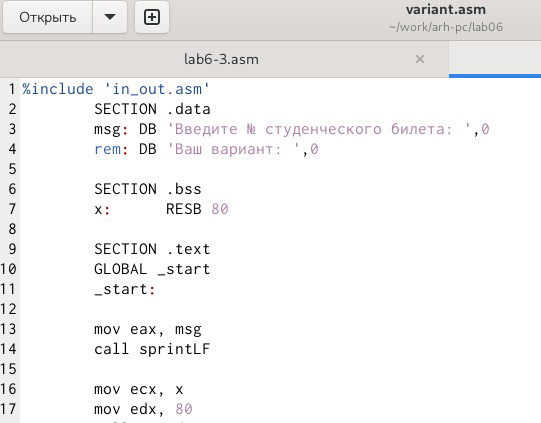 Открыть
variant.asm
~/work/arh-pc/lab06
lab6-3.asm ×
1 %include 'in_out.asm'
2 SECTION .data
3 msg: DB 'Введите № студенческого билета: ',0
4 rem: DB 'Ваш вариант: ',0
5
6 SECTION .bss
7 x: RESB 80
8
9 SECTION .text
10 GLOBAL _start
11 _start:
12
13 mov eax, msg
14 call sprintLF
15
16 mov ecx, x
17 mov edx, 80